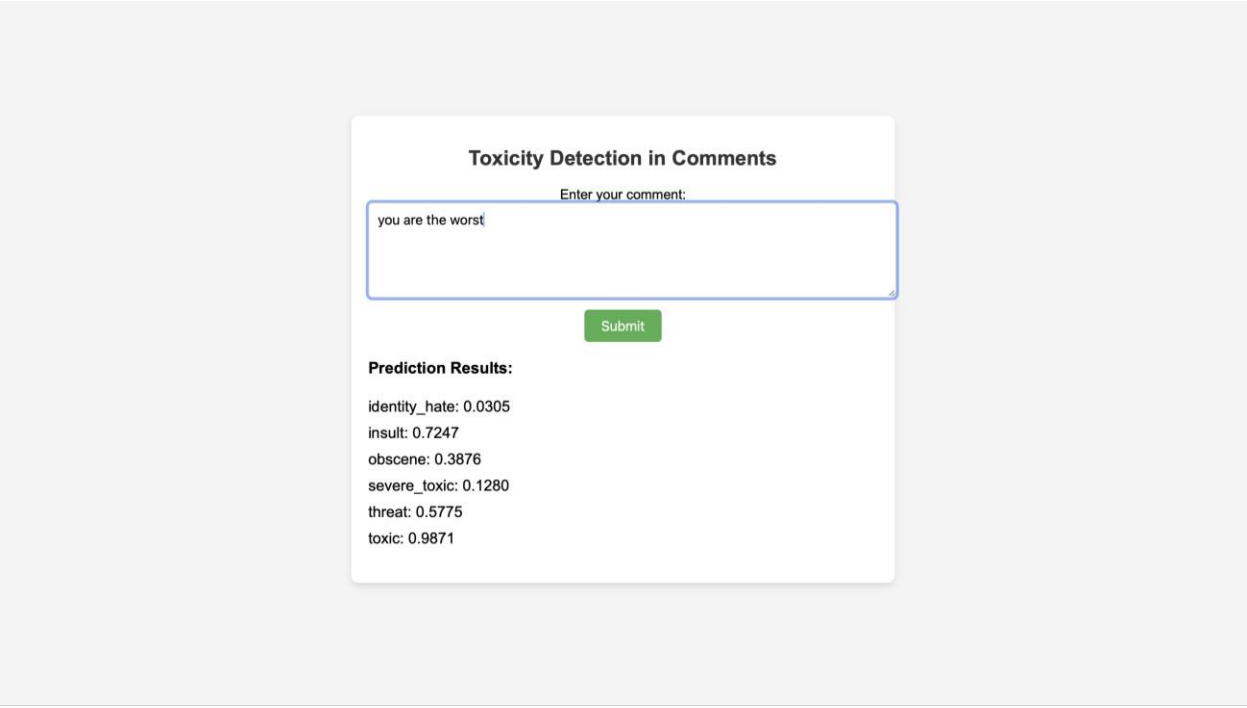 Toxicity Detection in Comments
Enter your comment:
you are the worst
Submit
Prediction Results:
identity_hate: 0.0305
insult: 0.7247
obscene: 0.3876
severe_toxic: 0.1280
threat: 0.5775
toxic: 0.9871